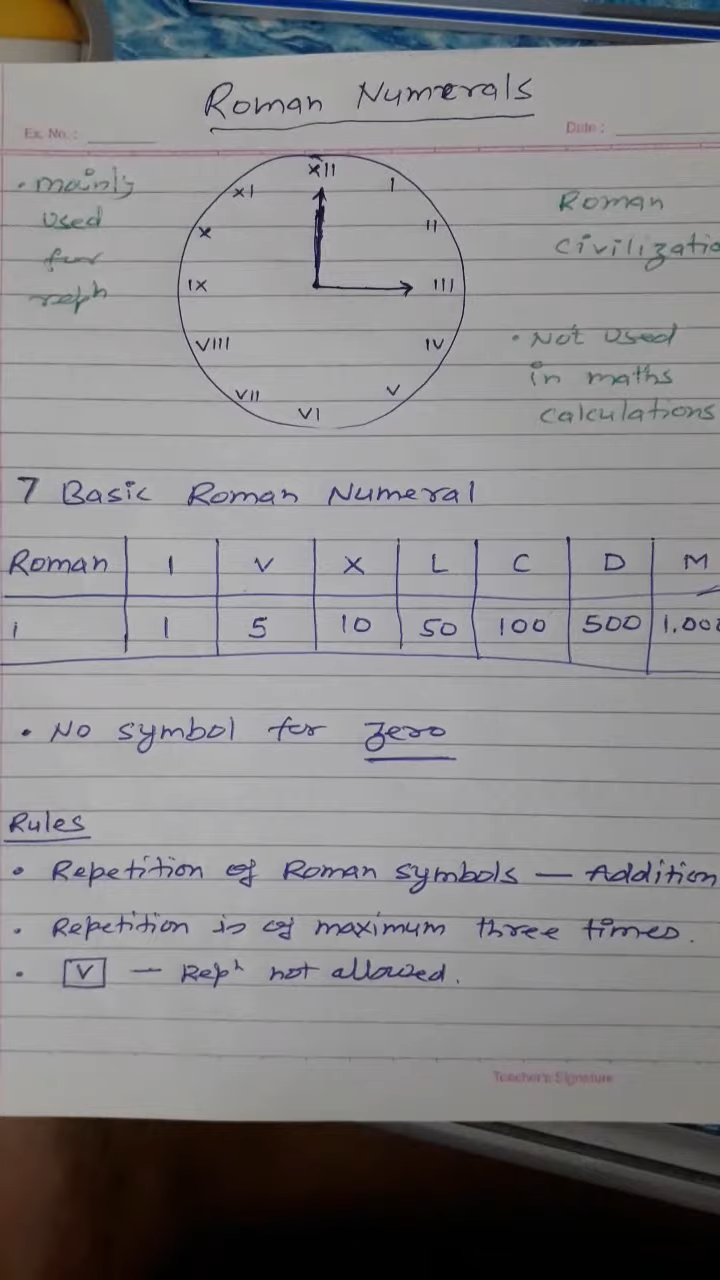 Roman Numerals
Ex. No. :
Date :
• mainly
used
for
reph
XII
I
II
III
IV
V
VI
VII
VIII
IX
X
XI
Roman
Civilizatio
• Not used
in maths
calculations
7 Basic Roman Numeral
Roman I V X L C D M
1 5 10 50 100 500 1.000
• No symbol for zero
Rules
• Repetition of Roman symbols — Addition
• Repetition is of maximum three times.
• V — Repn not allowed.
Teacher's Signature